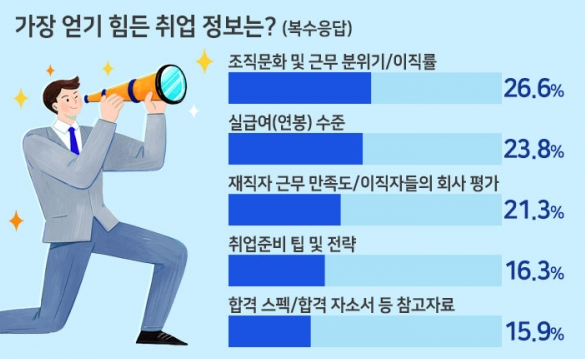 가장 얻기 힘든 취업 정보는? (복수응답)
조직문화 및 근무 분위기/이직률
26.6%
실급여(연봉) 수준
23.8%
재직자 근무 만족도/이직자들의 회사 평가
21.3%
취업준비 팁 및 전략
16.3%
합격 스펙/합격 자소서 등 참고자료
15.9%